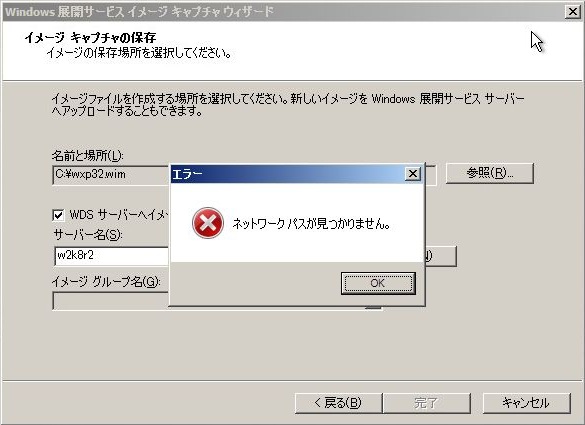 Windows 展開サービス イメージ キャプチャ ウィザード
イメージ キャプチャの保存
イメージの保存場所を選択してください。
イメージファイルを作成する場所を選択してください。新しいイメージを Windows 展開サービス サーバー
へアップロードすることもできます。
名前と場所(L):
C:¥wxp32.wim
参照(R)...
エラー
ネットワーク パスが見つかりません。
OK
WDS サーバーへイメー
サーバー名(S):
w2k8r2
イメージ グループ名(G):
< 戻る(B)
完了
キャンセル